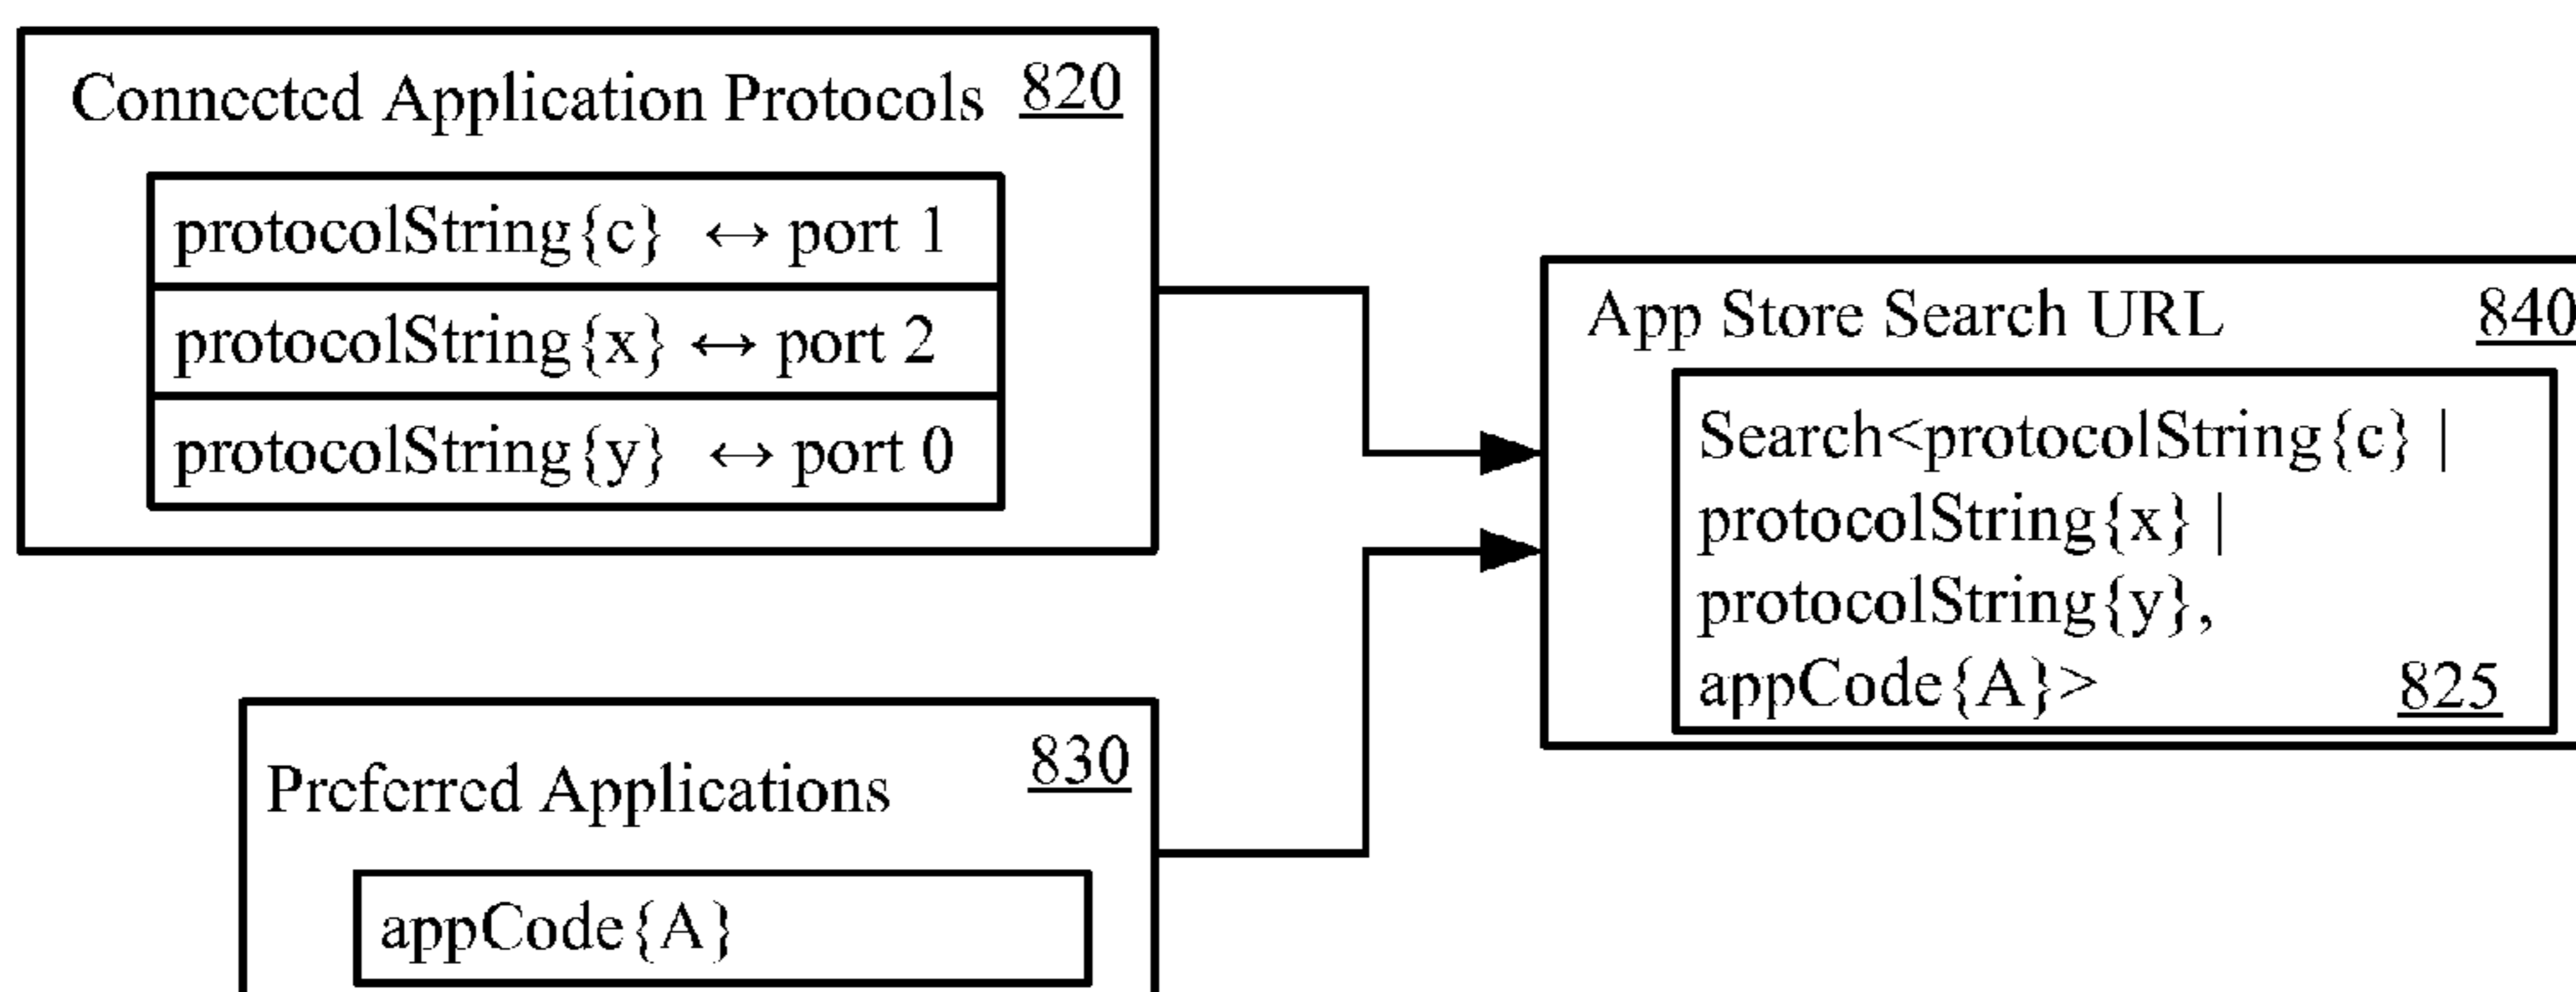 Connected Application Protocols 820
protocolString{c} ↔ port 1
protocolString{x} ↔ port 2
protocolString{y} ↔ port 0
App Store Search URL 840
Search<protocolString{c} |
protocolString{x} |
protocolString{y},
appCode{A}> 825
Preferred Applications 830
appCode{A}